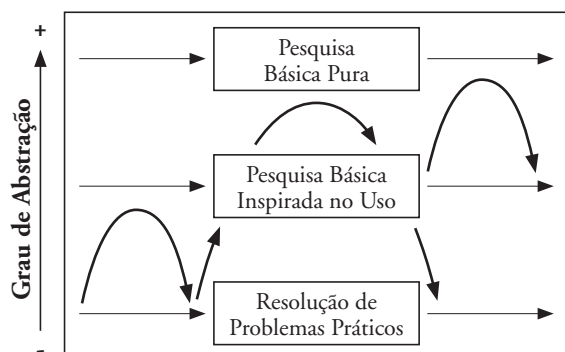 +
Grau de Abstração
Pesquisa
Básica Pura
Pesquisa Básica
Inspirada no Uso
Resolução de
Problemas Práticos
-